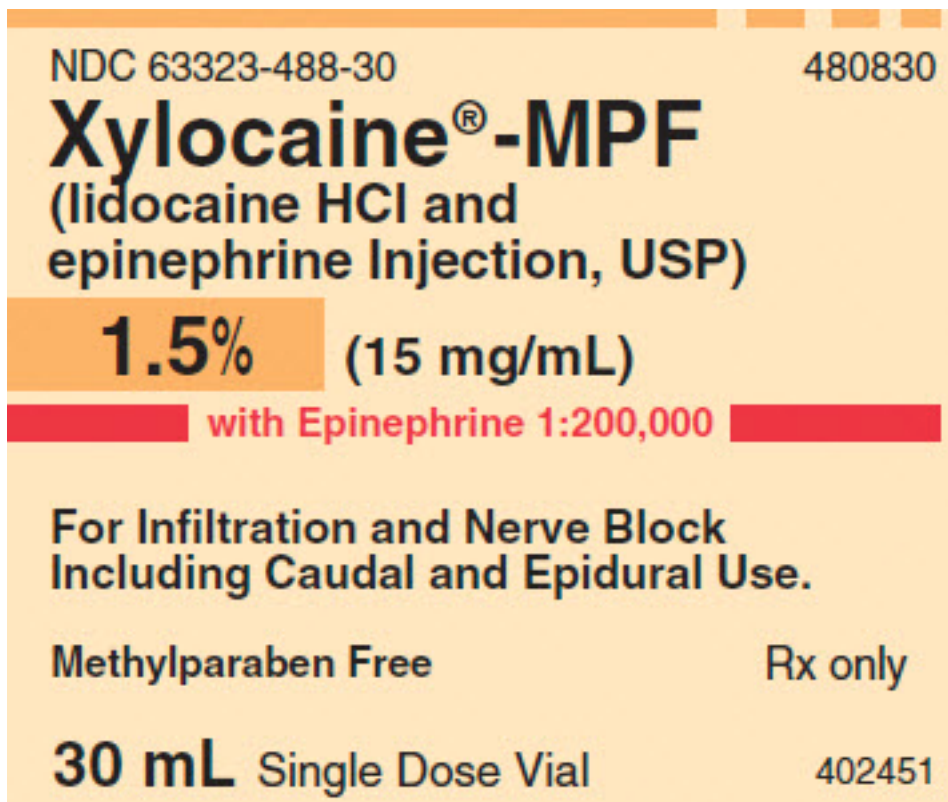 NDC 63323-488-30 480830
Xylocaine®-MPF
(lidocaine HCl and
epinephrine Injection, USP)
1.5% (15 mg/mL)
with Epinephrine 1:200,000
For Infiltration and Nerve Block
Including Caudal and Epidural Use.
Methylparaben Free Rx only
30 mL Single Dose Vial 402451